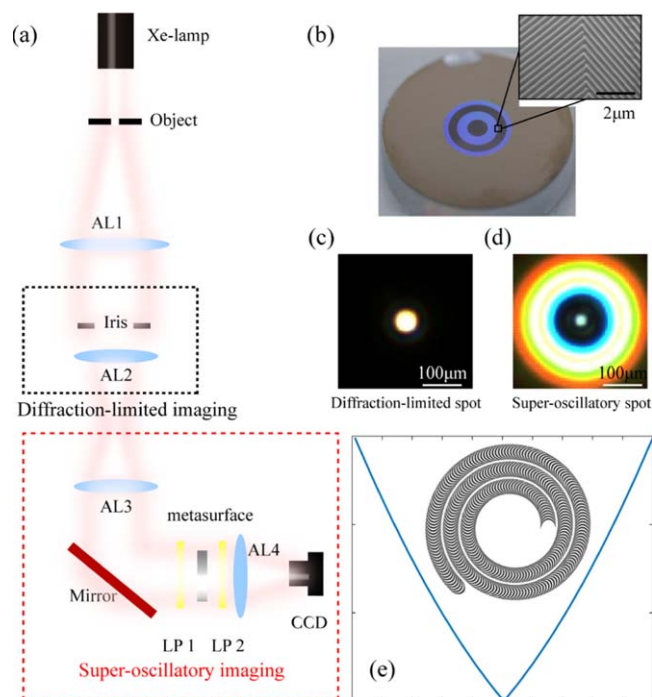 (a)
Xe-lamp
Object
AL1
Iris
AL2
Diffraction-limited imaging
AL3
metasurface
AL4
Mirror
CCD
LP 1 LP 2
Super-oscillatory imaging
(b)
2μm
(c)
100μm
Diffraction-limited spot
(d)
100μm
Super-oscillatory spot
(e)